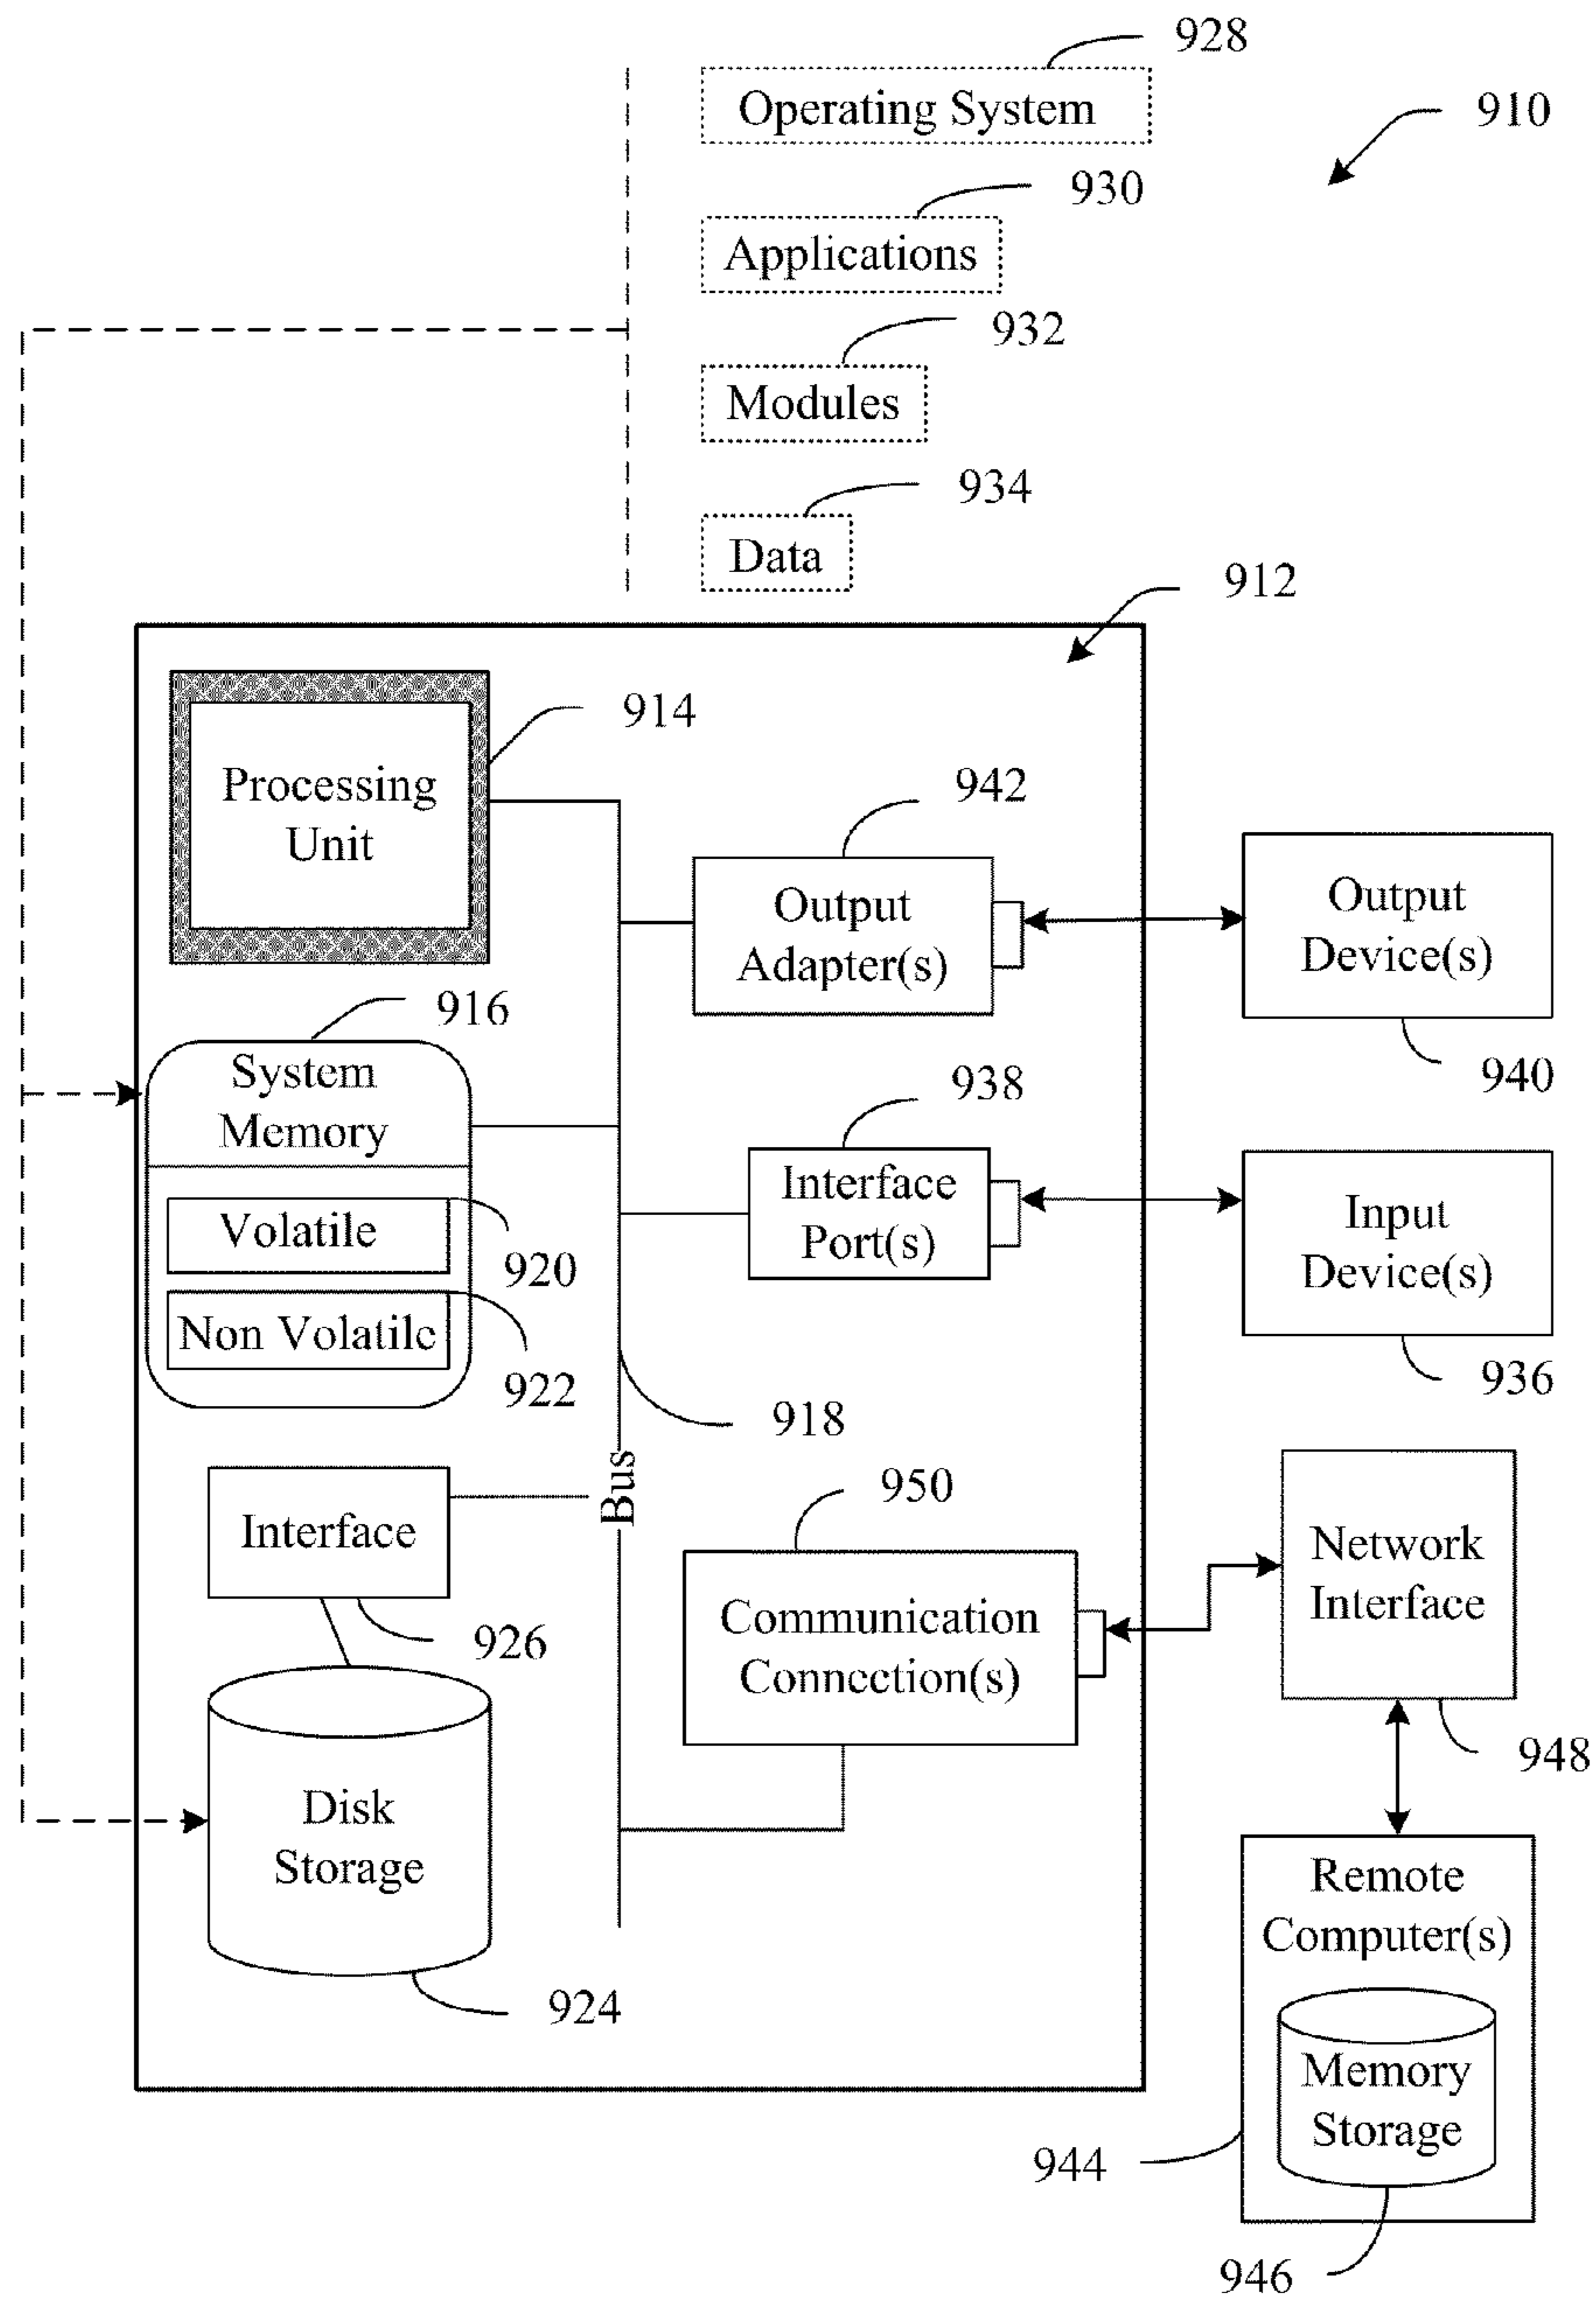 928
Operating System
910
930
Applications
932
Modules
934
Data
912
914
Processing
Unit
942
Output
Adapter(s)
Output
Device(s)
940
916
System
Memory
938
Interface
Port(s)
Input
Device(s)
936
Volatile
920
Non Volatile
922
918
Bus
950
Interface
926
Communication
Connection(s)
Network
Interface
948
Disk
Storage
924
Remote
Computer(s)
Memory
Storage
944
946